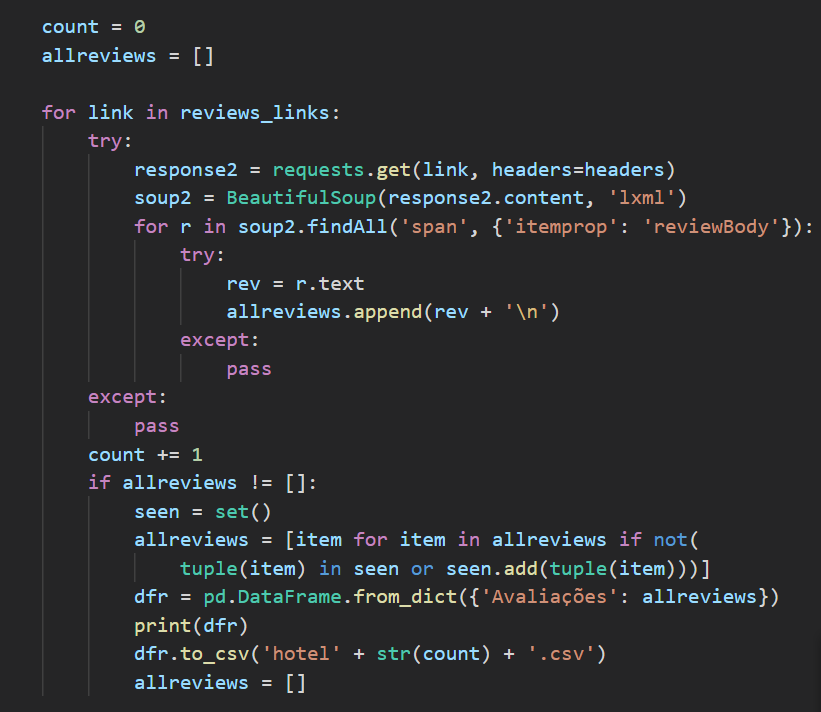 count = 0
allreviews = []

for link in reviews_links:
    try:
        response2 = requests.get(link, headers=headers)
        soup2 = BeautifulSoup(response2.content, 'lxml')
        for r in soup2.findAll('span', {'itemprop': 'reviewBody'}):
            try:
                rev = r.text
                allreviews.append(rev + '\n')
            except:
                pass
    except:
        pass
    count += 1
    if allreviews != []:
        seen = set()
        allreviews = [item for item in allreviews if not(
            tuple(item) in seen or seen.add(tuple(item)))]
        dfr = pd.DataFrame.from_dict({'Avaliações': allreviews})
        print(dfr)
        dfr.to_csv('hotel' + str(count) + '.csv')
        allreviews = []